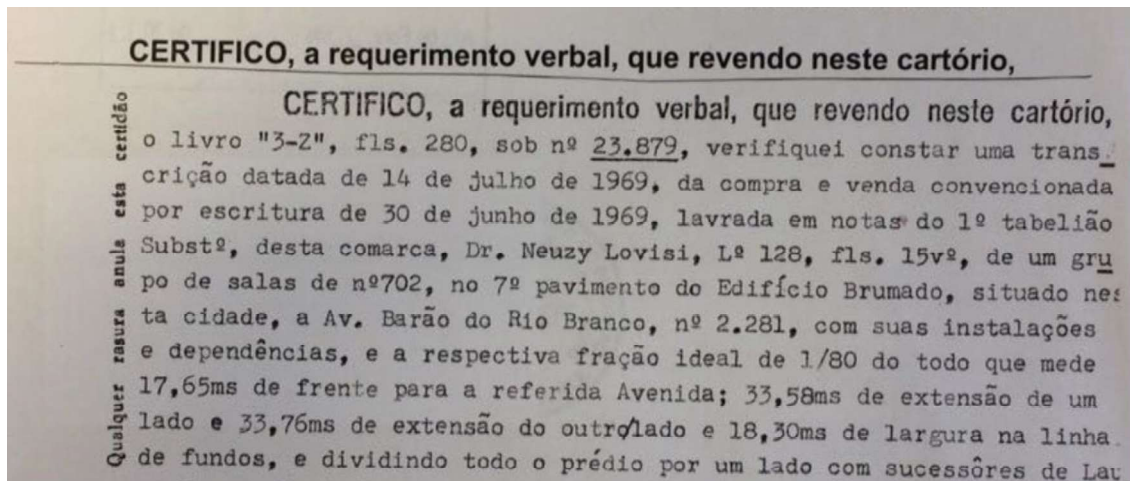 CERTIFICO, a requerimento verbal, que revendo neste cartório,
CERTIFICO, a requerimento verbal, que revendo neste cartório,
o livro "3-Z", fls. 280, sob nº 23.879, verifiquei constar uma trans
crição datada de 14 de julho de 1969, da compra e venda convencionada
por escritura de 30 de junho de 1969, lavrada em notas do 1º tabelião
Substº, desta comarca, Dr. Neuzy Lovisi, Lº 128, fls. 15vº, de um gru
po de salas de nº702, no 7º pavimento do Edifício Brumado, situado nes
ta cidade, a Av. Barão do Rio Branco, nº 2.281, com suas instalações
e dependências, e a respectiva fração ideal de 1/80 do todo que mede
17,65ms de frente para a referida Avenida; 33,58ms de extensão de um
lado e 33,76ms de extensão do outro/lado e 18,30ms de largura na linha
de fundos, e dividindo todo o prédio por um lado com sucessôres de Lau
Qualquer rasura anula esta certidão